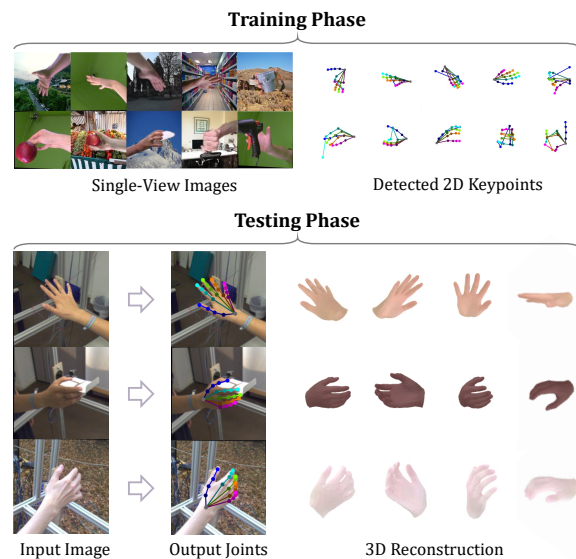 Training Phase
Single-View Images
Detected 2D Keypoints
Testing Phase
Input Image
Output Joints
3D Reconstruction